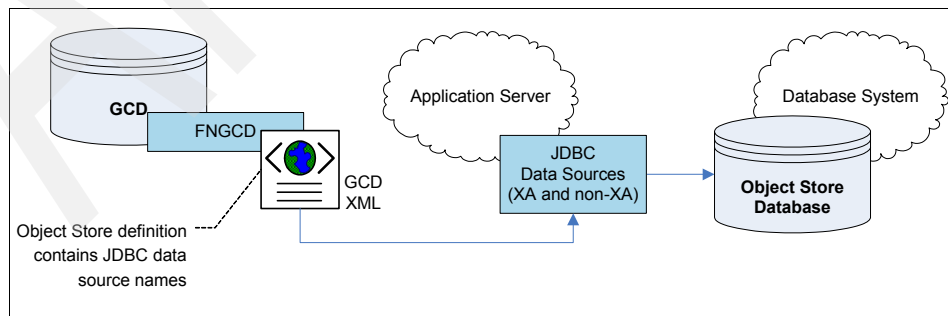 GCD
FNGCD
GCD
XML
Object Store definition
contains JDBC data
source names
Application Server
JDBC
Data Sources
(XA and non-XA)
Database System
Object Store
Database